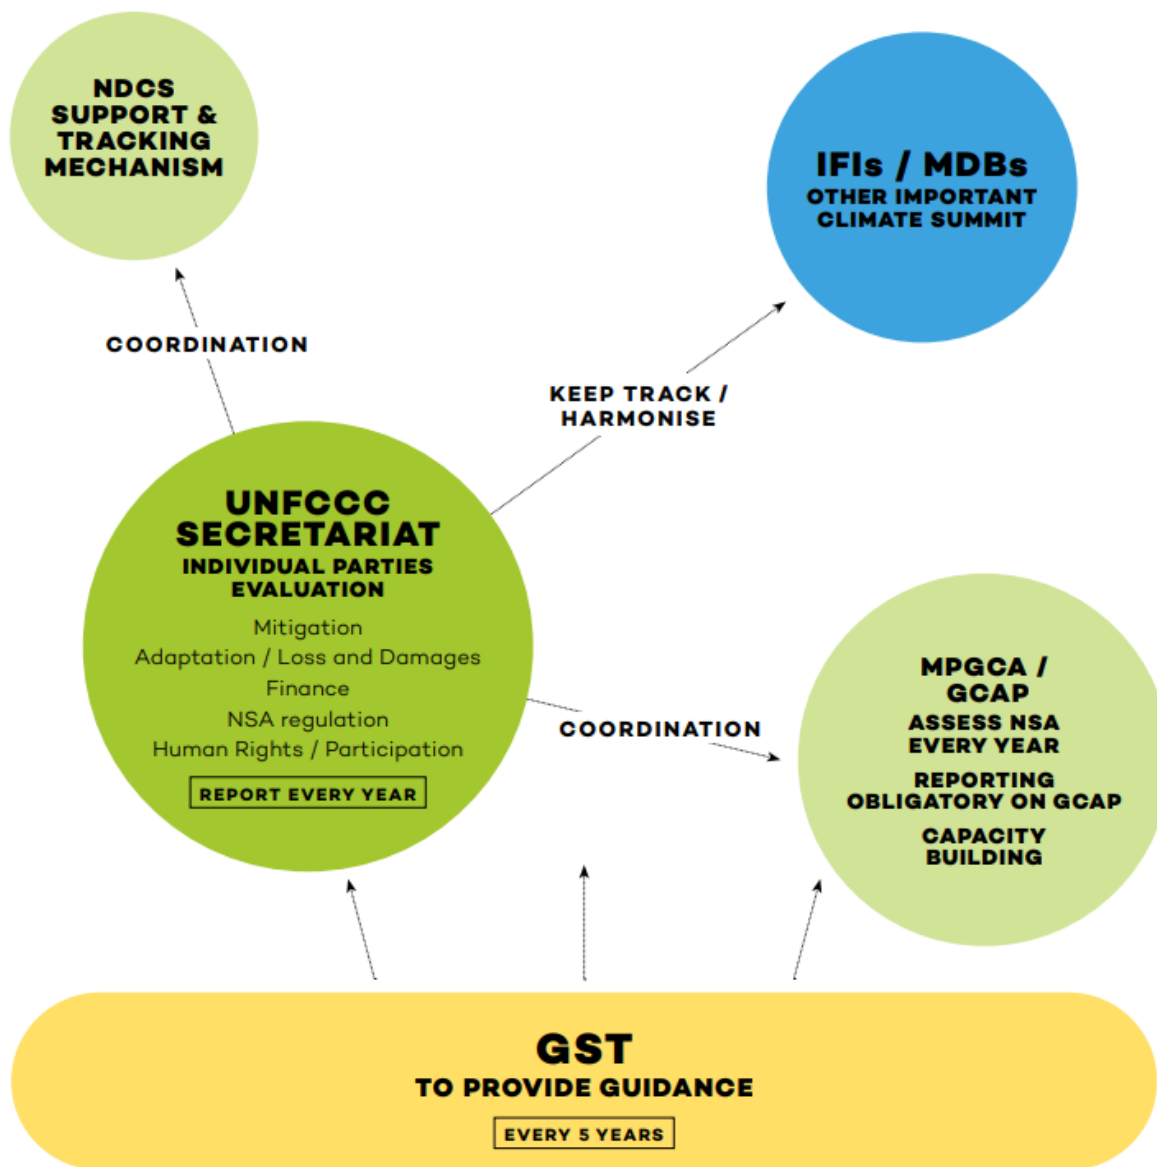 NDCS
SUPPORT &
TRACKING
MECHANISM
IFIs / MDBs
OTHER IMPORTANT
CLIMATE SUMMIT
COORDINATION
KEEP TRACK /
HARMONISE
UNFCCC
SECRETARIAT
INDIVIDUAL PARTIES
EVALUATION
Mitigation
Adaptation / Loss and Damages
Finance
NSA regulation
Human Rights / Participation
REPORT EVERY YEAR
COORDINATION
MPGCA /
GCAP
ASSESS NSA
EVERY YEAR
REPORTING
OBLIGATORY ON GCAP
CAPACITY
BUILDING
GST
TO PROVIDE GUIDANCE
EVERY 5 YEARS